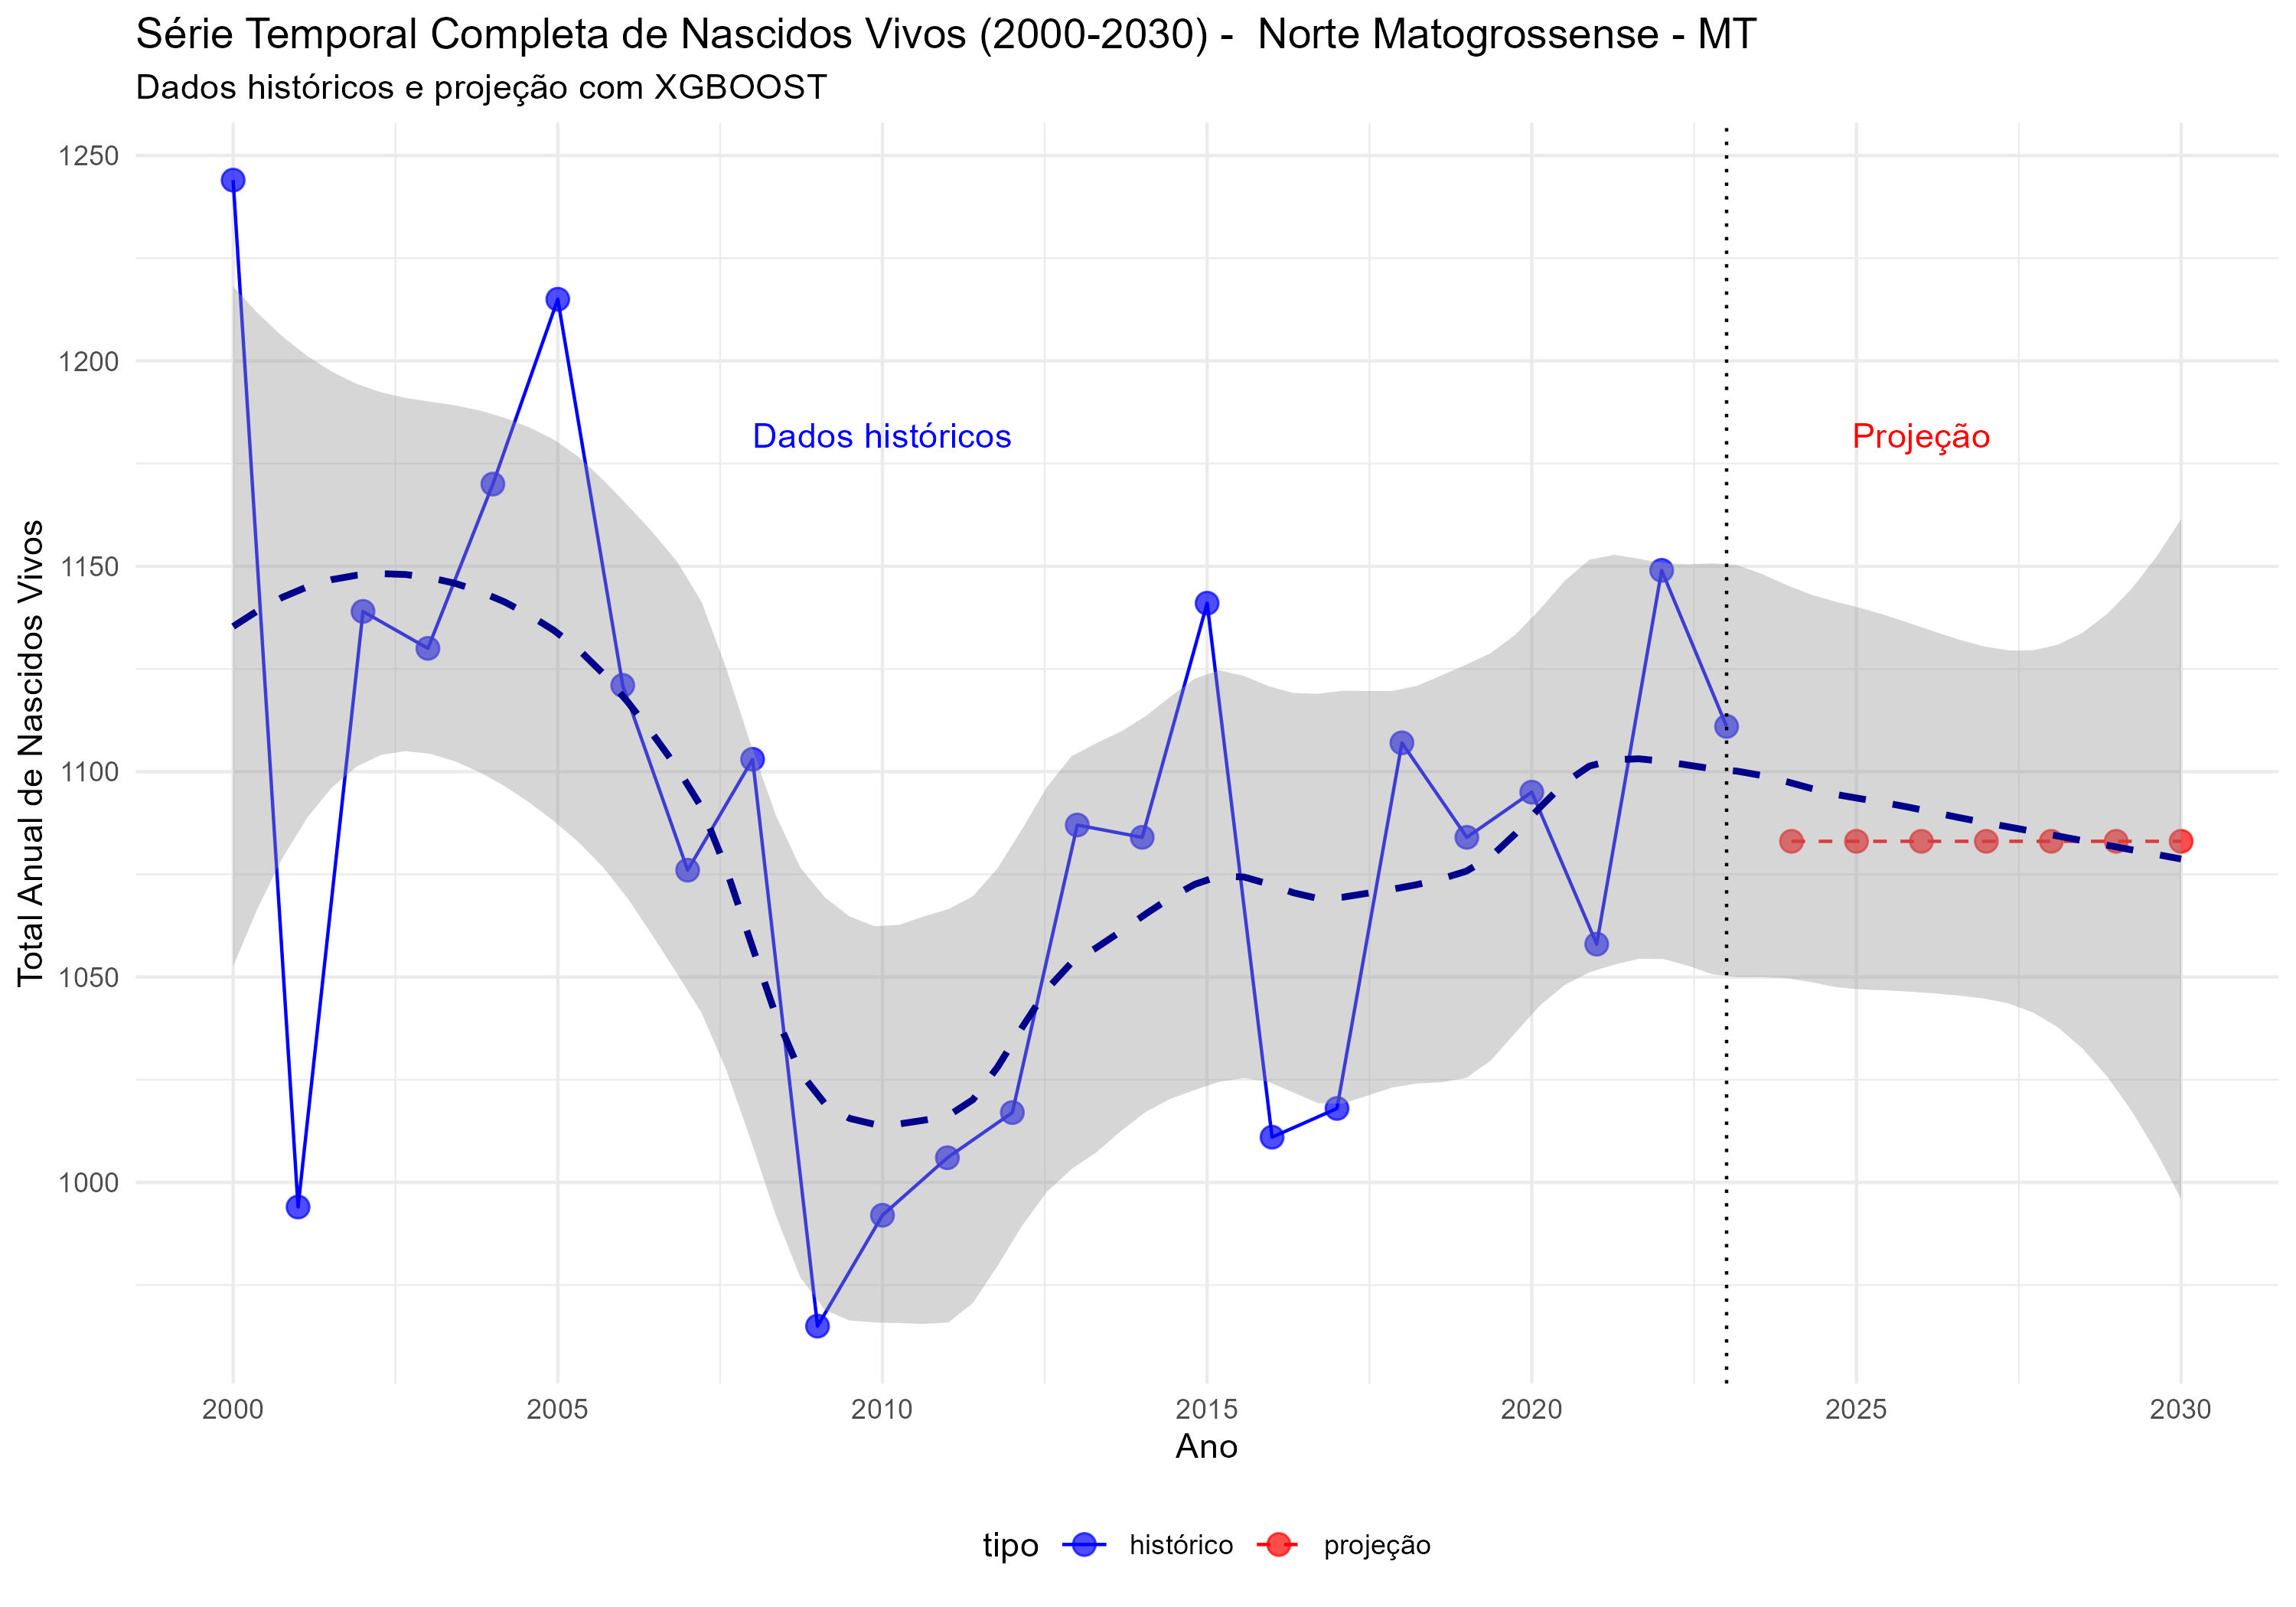 Série Temporal Completa de Nascidos Vivos (2000-2030) -  Norte Matogrossense - MT
Dados históricos e projeção com XGBOOST
Total Anual de Nascidos Vivos
1250
1200
1150
1100
1050
1000
Dados históricos
Projeção
2000 2005 2010 2015 2020 2025 2030
Ano
tipo histórico projeção